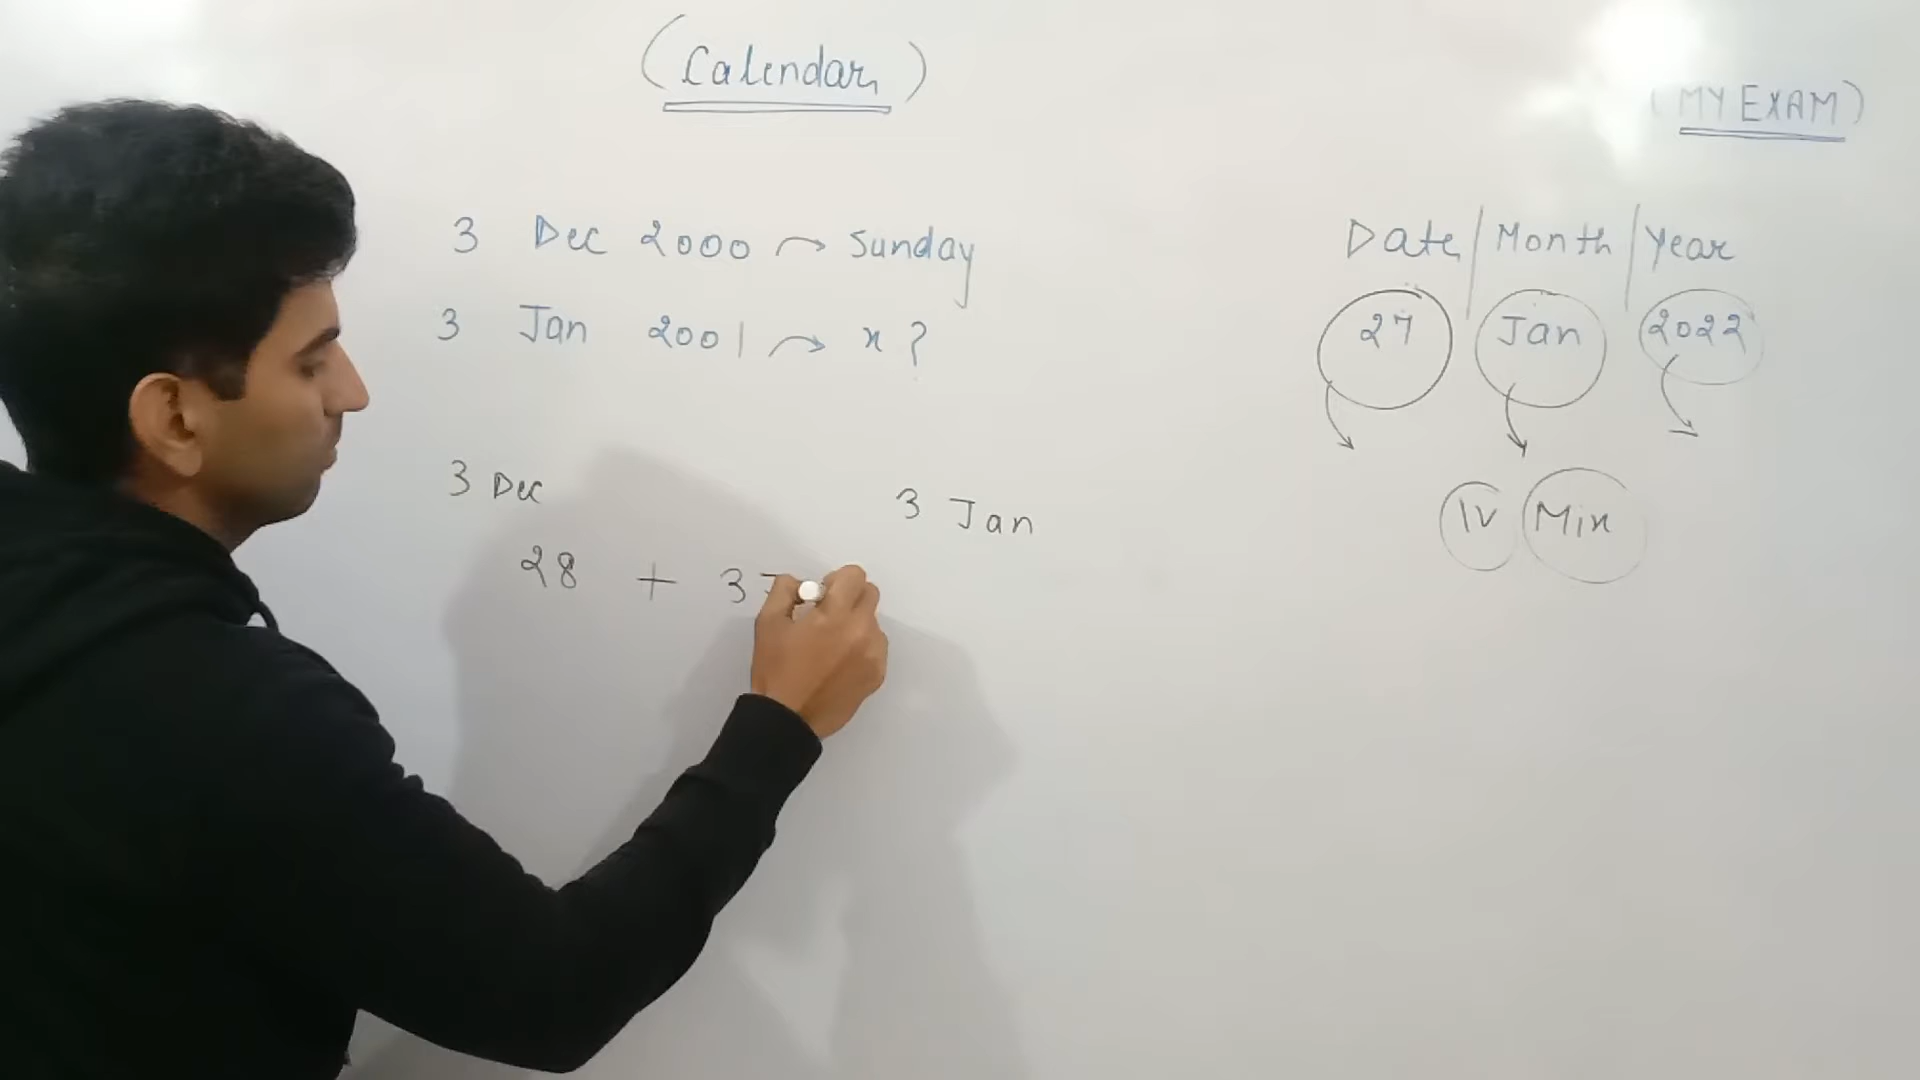 (Calendar)
(MY EXAM)
3 Dec 2000 → Sunday
3 Jan 2001 → x ?
Date | Month | Year
27 Jan 2022
IV Mix
3 Dec 3 Jan
28 + 3